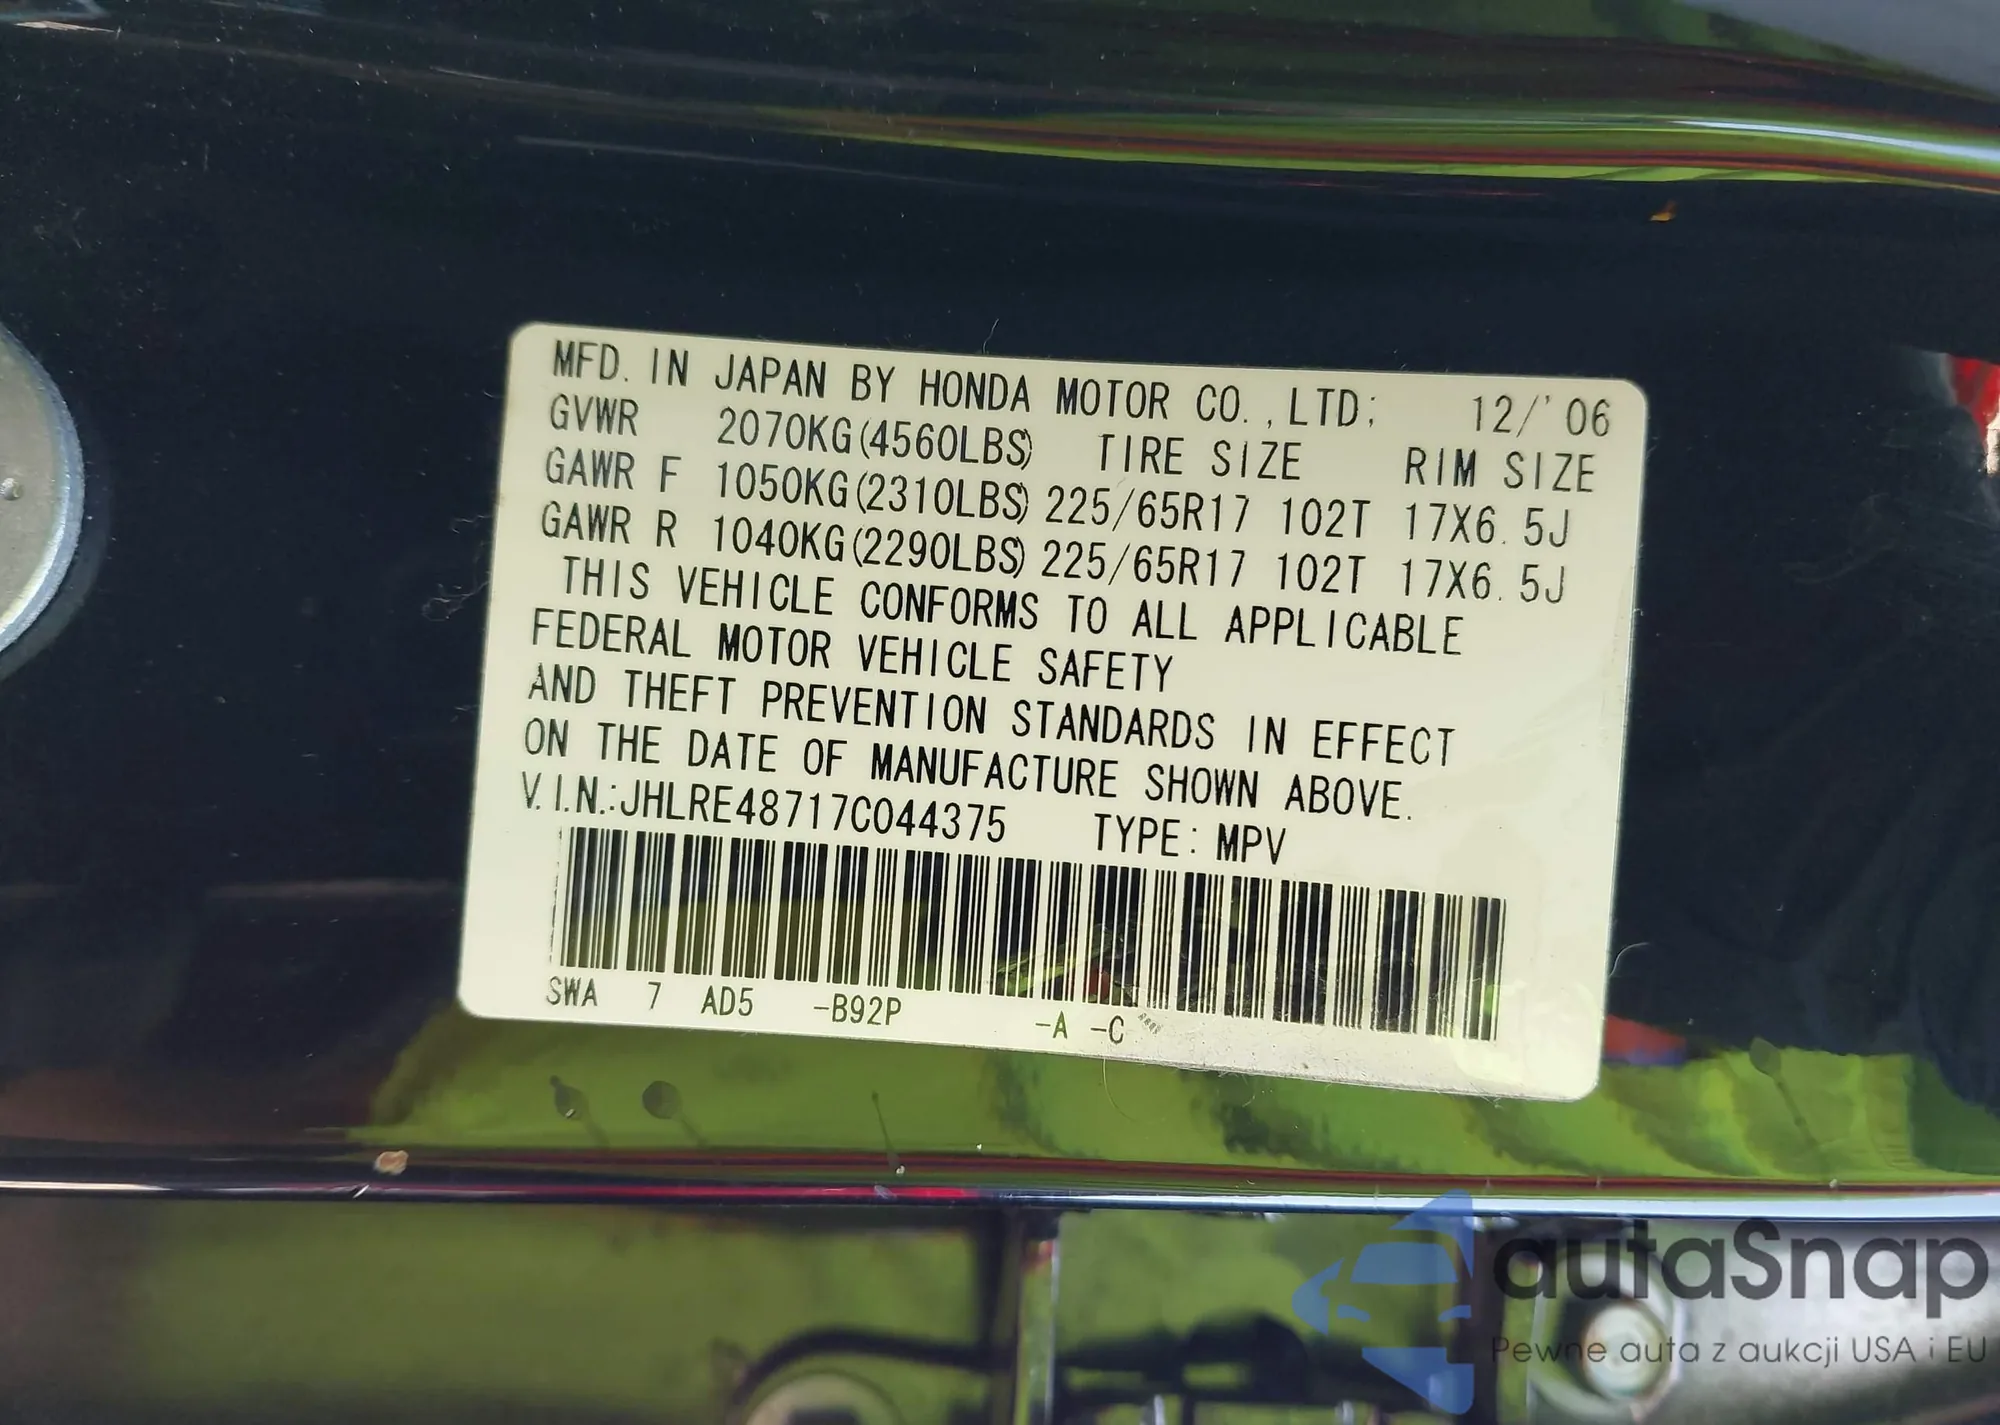 MFD. IN JAPAN BY HONDA MOTOR CO.,LTD; 12/'06
GVWR 2070KG(4560LBS) TIRE SIZE RIM SIZE
GAWR F 1050KG(2310LBS) 225/65R17 102T 17X6.5J
GAWR R 1040KG(2290LBS) 225/65R17 102T 17X6.5J
THIS VEHICLE CONFORMS TO ALL APPLICABLE
FEDERAL MOTOR VEHICLE SAFETY
AND THEFT PREVENTION STANDARDS IN EFFECT
ON THE DATE OF MANUFACTURE SHOWN ABOVE.
V.I.N.:JHLRE48717C044375 TYPE: MPV
SWA 7 AD5 -B92P -A -C
autaSnap
Pewne auta z aukcji USA i EU